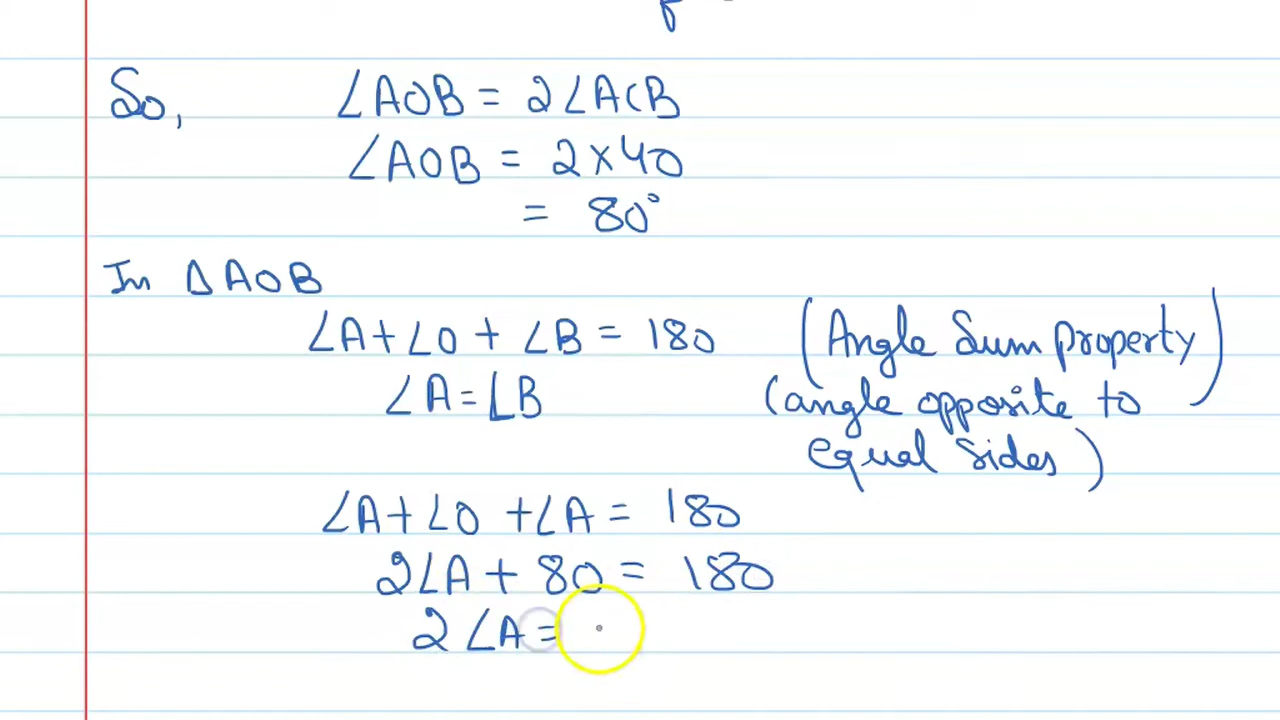 So, ∠AOB = 2∠ACB
∠AOB = 2×40
= 80°
In ΔAOB
∠A+∠O + ∠B = 180 (Angle Sum property)
∠A=∠B (angle opposite to
equal sides)
∠A+∠O +∠A = 180
2∠A + 80 = 180
2∠A =